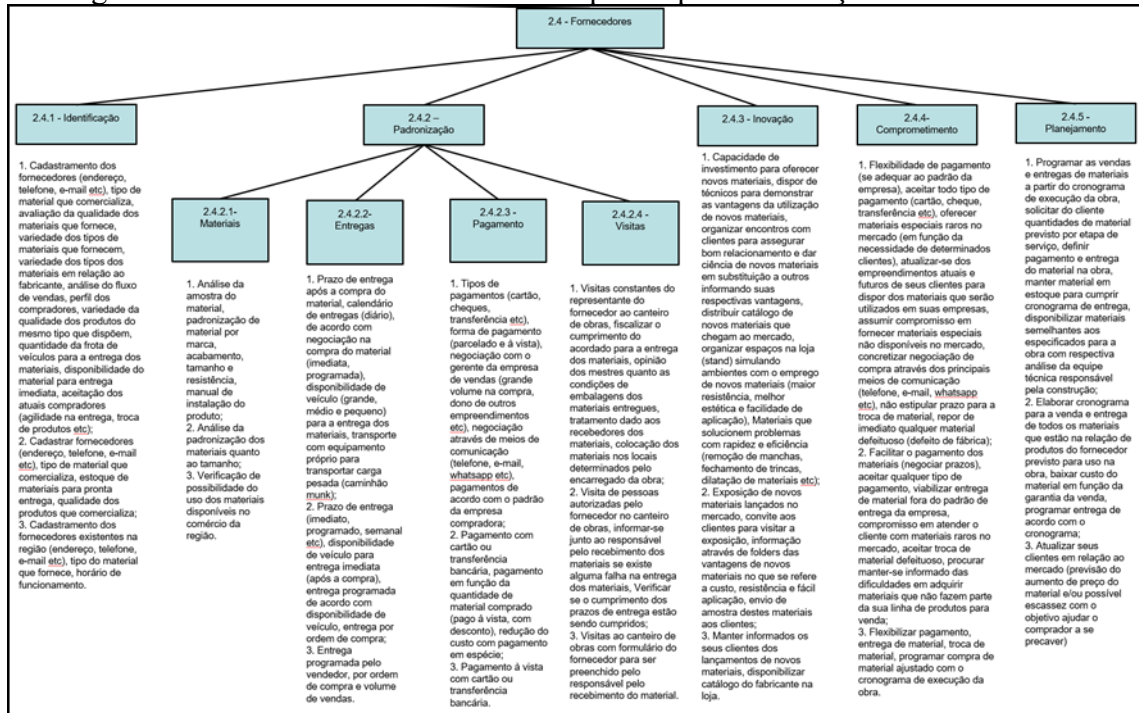 2.4 - Fornecedores
2.4.1 - Identificação
1. Cadastramento dos
fornecedores (endereço,
telefone, e-mail etc), tipo de
material que comercializa,
avaliação da qualidade dos
materiais que fornece,
variedade dos tipos de
materiais que fornecem,
variedade dos tipos dos
materiais em relação ao
fabricante, análise do fluxo
de vendas, perfil dos
compradores, variedade da
qualidade dos produtos do
mesmo tipo que dispõem,
quantidade da frota de
veículos para a entrega dos
materiais, disponibilidade do
material para entrega
imediata, aceitação dos
atuais compradores
(agilidade na entrega, troca
de produtos etc);
2. Cadastrar fornecedores
(endereço, telefone, e-mail
etc), tipo de material que
comercializa, estoque de
materiais para pronta
entrega, qualidade dos
produtos que comercializa;
3. Cadastramento dos
fornecedores existentes na
região (endereço, telefone,
e-mail etc), tipo do material
que fornece, horário de
funcionamento.
2.4.2 –
Padronização
2.4.2.1-
Materiais
1. Análise da
amostra do
material,
padronização de
material por
marca,
acabamento,
tamanho e
resistência,
manual de
instalação do
produto;
2. Análise da
padronização dos
materiais quanto
ao tamanho;
3. Verificação de
possibilidade do
uso dos materiais
disponíveis no
comércio da
região.
2.4.2.2-
Entregas
1. Prazo de entrega
após a compra do
material, calendário
de entregas (diário),
de acordo com
negociação na
compra do material
(imediata,
programada),
disponibilidade de
veículo (grande,
médio e pequeno)
para a entrega dos
materiais, transporte
com equipamento
próprio para
transportar carga
pesada (caminhão
munk);
2. Prazo de entrega
(imediato,
programado, semanal
etc), disponibilidade
de veículo para
entrega imediata
(após a compra),
entrega programada
de acordo com
disponibilidade de
veículo, entrega por
ordem de compra;
3. Entrega
programada pelo
vendedor, por ordem
de compra e volume
de vendas.
2.4.2.3 -
Pagamento
1. Tipos de
pagamentos (cartão,
cheques,
transferência etc),
forma de pagamento
(parcelado e á vista),
negociação com o
gerente da empresa
de vendas (grande
volume na compra,
dono de outros
empreendimentos
etc), negociação
através de meios de
comunicação
(telefone, e-mail,
whatsapp etc),
pagamentos de
acordo com o padrão
da empresa
compradora;
2. Pagamento com
cartão ou
transferência
bancária, pagamento
em função da
quantidade de
material comprado
(pago á vista, com
desconto), redução do
custo com pagamento
em espécie;
3. Pagamento á vista
com cartão ou
transferência
bancária.
2.4.2.4 -
Visitas
1. Visitas constantes do
representante do
fornecedor ao canteiro
de obras, fiscalizar o
cumprimento do
acordado para a entrega
dos materiais, opinião
dos mestres quanto as
condições de
embalagens dos
materiais entregues,
tratamento dado aos
recebedores dos
materiais, colocação dos
materiais nos locais
determinados pelo
encarregado da obra;
2. Visita de pessoas
autorizadas pelo
fornecedor no canteiro
de obras, informar-se
junto ao responsável
pelo recebimento dos
materiais se existe
alguma falha na entrega
dos materiais, Verificar
se o cumprimento dos
prazos de entrega estão
sendo cumpridos;
3. Visitas ao canteiro de
obras com formulário do
fornecedor para ser
preenchido pelo
responsável pelo
recebimento do material.
2.4.3 - Inovação
1. Capacidade de
investimento para oferecer
novos materiais, dispor de
técnicos para demonstrar
as vantagens da utilização
de novos materiais,
organizar encontros com
clientes para assegurar
bom relacionamento e dar
ciência de novos materiais
em substituição a outros
informando suas
respectivas vantagens,
distribuir catálogo de
novos materiais que
chegam ao mercado,
organizar espaços na loja
(stand) simulando
ambientes com o emprego
de novos materiais (maior
resistência, melhor
estética e facilidade de
aplicação), Materiais que
solucionem problemas
com rapidez e eficiência
(remoção de manchas,
fechamento de trincas,
dilatação de materiais etc);
2. Exposição de novos
materiais lançados no
mercado, convite aos
clientes para visitar a
exposição, informação
através de folders das
vantagens de novos
materiais no que se refere
a custo, resistência e fácil
aplicação, envio de
amostra destes materiais
aos clientes;
3. Manter informados os
seus clientes dos
lançamentos de novos
materiais, disponibilizar
catálogo do fabricante na
loja.
2.4.4-
Comprometimento
1. Flexibilidade de pagamento
(se adequar ao padrão da
empresa), aceitar todo tipo de
pagamento (cartão, cheque,
transferência etc), oferecer
materiais especiais raros no
mercado (em função da
necessidade de determinados
clientes), atualizar-se dos
empreendimentos atuais e
futuros de seus clientes para
dispor dos materiais que serão
utilizados em suas empresas,
assumir compromisso em
fornecer materiais especiais
não disponíveis no mercado,
concretizar negociação de
compra através dos principais
meios de comunicação
(telefone, e-mail, whatsapp
etc), não estipular prazo para a
troca de material, repor de
imediato qualquer material
defeituoso (defeito de fábrica);
2. Facilitar o pagamento dos
materiais (negociar prazos),
aceitar qualquer tipo de
pagamento, viabilizar entrega
de material fora do padrão de
entrega da empresa,
compromisso em atender o
cliente com materiais raros no
mercado, aceitar troca de
material defeituoso, procurar
manter-se informado das
dificuldades em adquirir
materiais que não fazem parte
da sua linha de produtos para
venda;
3. Flexibilizar pagamento,
entrega de material, troca de
material, programar compra de
material ajustado com o
cronograma de execução da
obra.
2.4.5 -
Planejamento
1. Programar as vendas
e entregas de materiais
a partir do cronograma
de execução da obra,
solicitar do cliente
quantidades de material
previsto por etapa de
serviço, definir
pagamento e entrega
do material na obra,
manter material em
estoque para cumprir
cronograma de entrega,
disponibilizar materiais
semelhantes aos
especificados para a
obra com respectiva
análise da equipe
técnica responsável
pela construção;
2. Elaborar cronograma
para a venda e entrega
de todos os materiais
que estão na relação de
produtos do fornecedor
previsto para uso na
obra, baixar custo do
material em função da
garantia da venda,
programar entrega de
acordo com o
cronograma;
3. Atualizar seus
clientes em relação ao
mercado (previsão do
aumento de preço do
material e/ou possível
escassez com o
objetivo ajudar o
comprador a se
precaver)